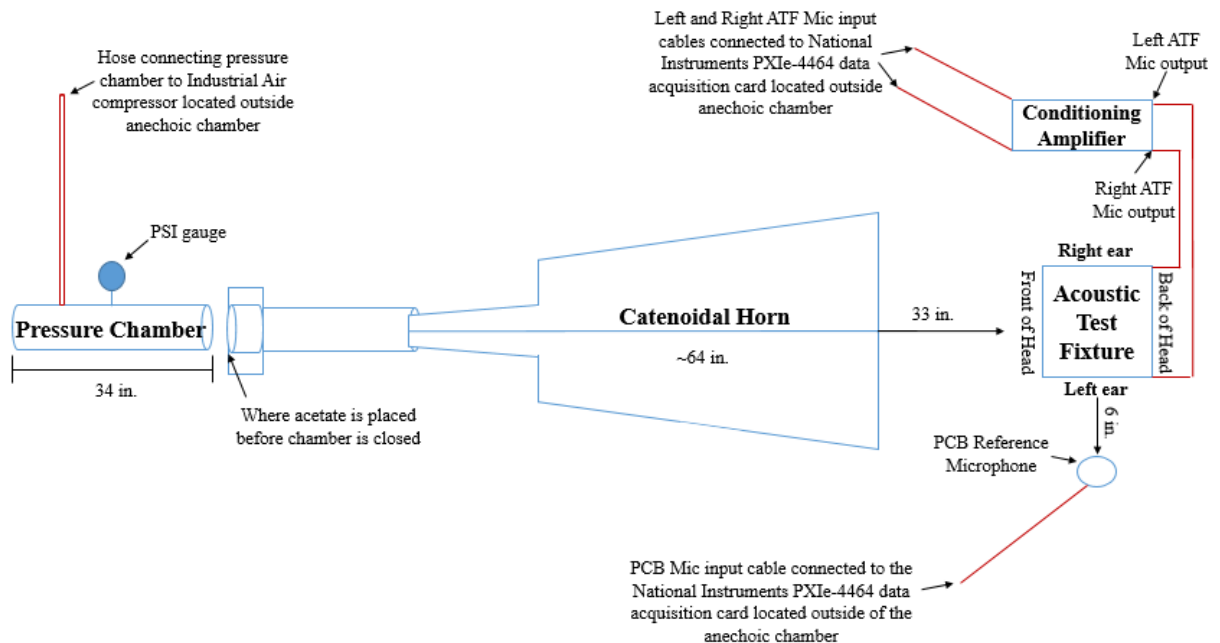 Hose connecting pressure
chamber to Industrial Air
compressor located outside
anechoic chamber
PSI gauge
Pressure Chamber
34 in.
Where acetate is placed
before chamber is closed
Catenoidal Horn
~64 in.
33 in.
Left and Right ATF Mic input
cables connected to National
Instruments PXIe-4464 data
acquisition card located outside
anechoic chamber
Left ATF
Mic output
Conditioning
Amplifier
Right ATF
Mic output
Right ear
Front of Head
Acoustic
Test
Fixture
Back of Head
Left ear
6 in.
PCB Reference
Microphone
PCB Mic input cable connected to the
National Instruments PXIe-4464 data
acquisition card located outside of the
anechoic chamber